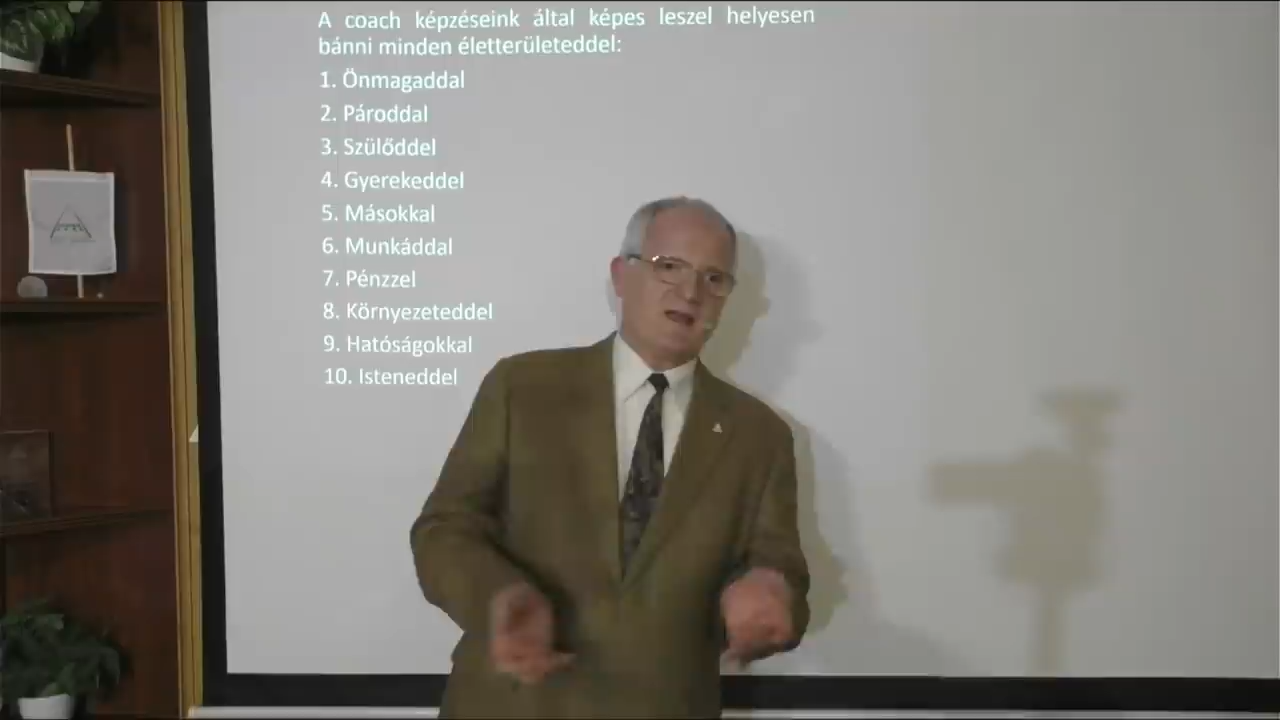 A coach képzéseink által képes leszel helyesen
bánni minden életterületeddel:
1. Önmagaddal
2. Pároddal
3. Szülőddel
4. Gyerekeddel
5. Másokkal
6. Munkáddal
7. Pénzzel
8. Környezeteddel
9. Hatóságokkal
10. Isteneddel